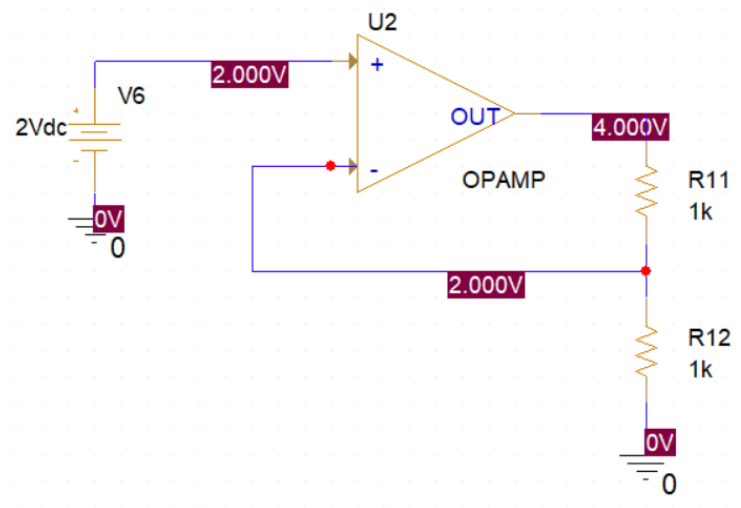 U2
2.000V
+
V6
2Vdc
+
-
OUT
4.000V
-
OPAMP
R11
1k
0V
0
2.000V
R12
1k
0V
0